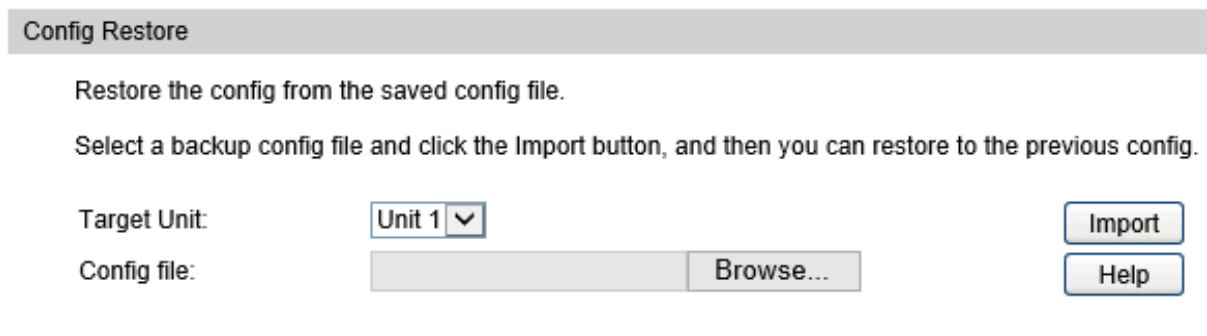 Config Restore
Restore the config from the saved config file.
Select a backup config file and click the Import button, and then you can restore to the previous config.
Target Unit: Unit 1 Import
Config file: Browse... Help